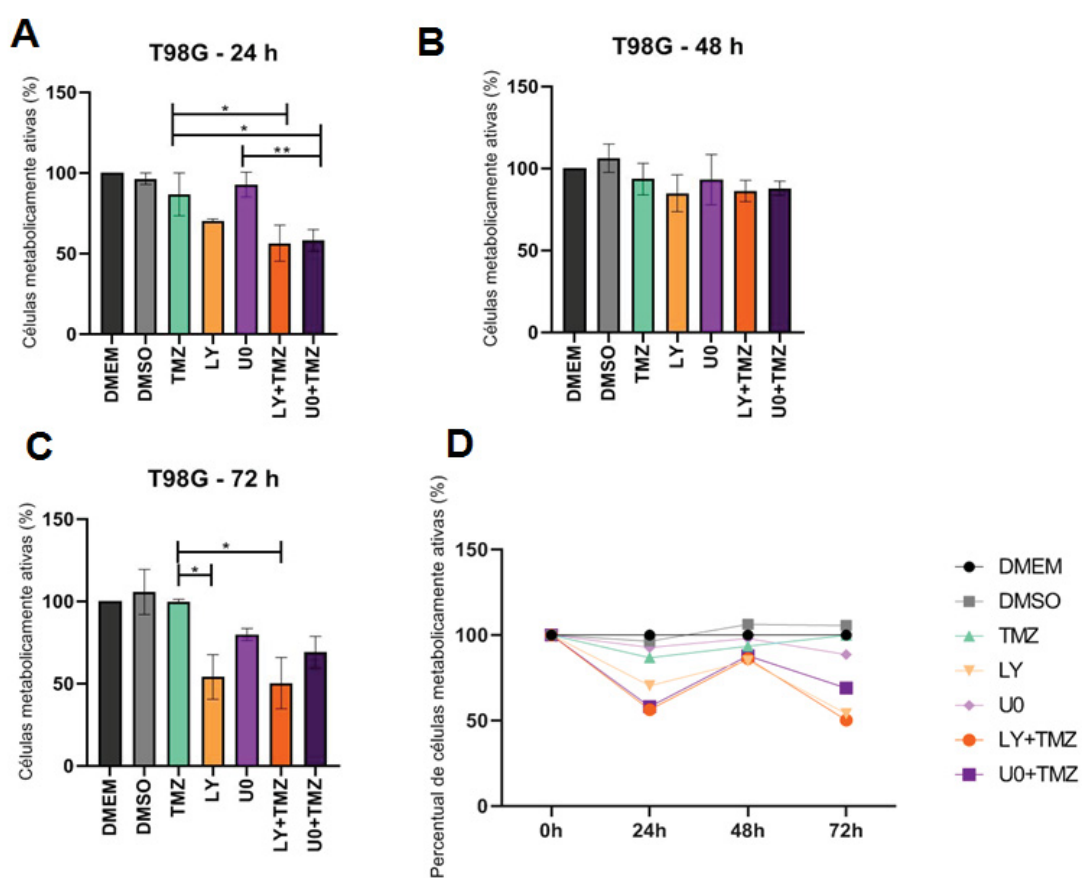 A
T98G - 24 h
Células metabolicamente ativas (%)
150
100
50
0
*
*
**
DMEM
DMSO
TMZ
LY
U0
LY+TMZ
U0+TMZ
B
T98G - 48 h
Células metabolicamente ativas (%)
150
100
50
0
DMEM
DMSO
TMZ
LY
U0
LY+TMZ
U0+TMZ
C
T98G - 72 h
Células metabolicamente ativas (%)
150
100
50
0
*
*
DMEM
DMSO
TMZ
LY
U0
LY+TMZ
U0+TMZ
D
Percentual de células metabolicamente ativas (%)
150
100
50
0
0h
24h
48h
72h
DMEM
DMSO
TMZ
LY
U0
LY+TMZ
U0+TMZ